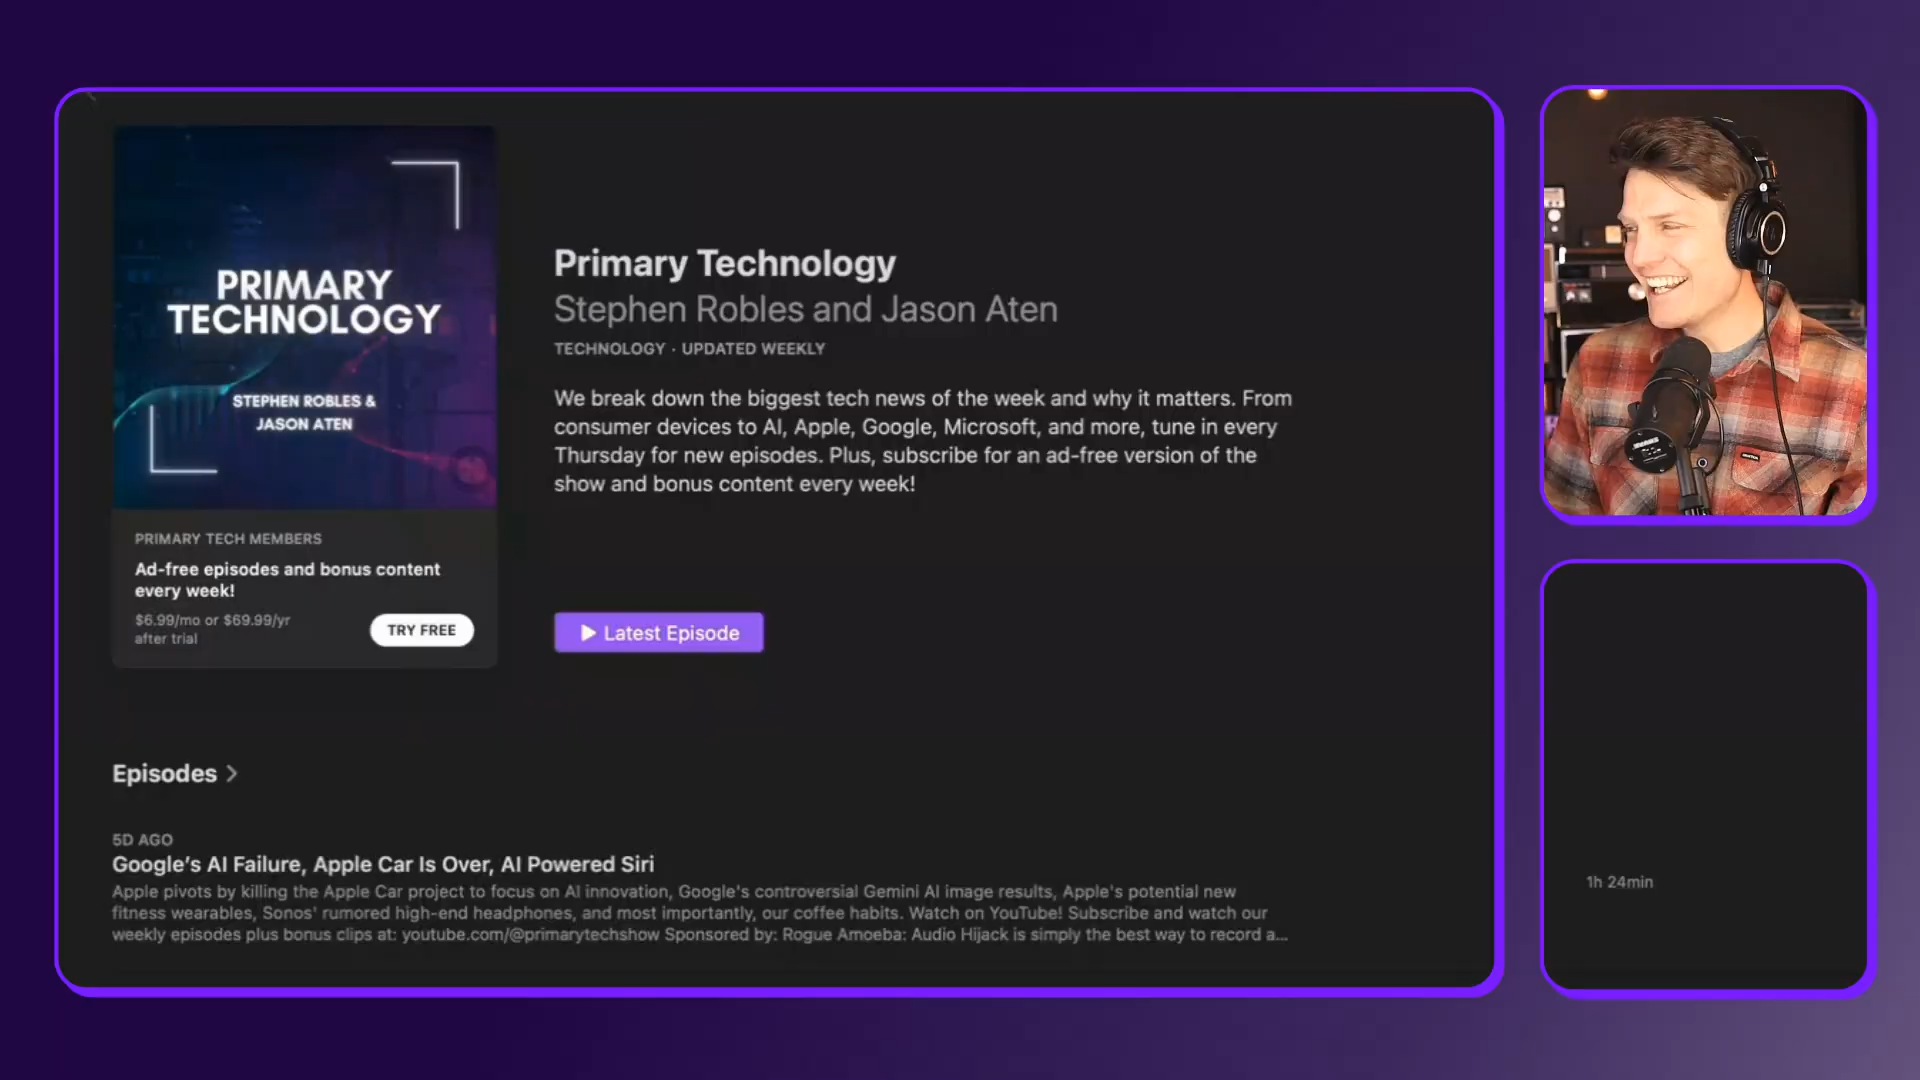 PRIMARY
TECHNOLOGY
STEPHEN ROBLES &
JASON ATEN
PRIMARY TECH MEMBERS
Ad-free episodes and bonus content
every week!
$6.99/mo or $69.99/yr
after trial
TRY FREE
Primary Technology
Stephen Robles and Jason Aten
TECHNOLOGY · UPDATED WEEKLY
We break down the biggest tech news of the week and why it matters. From
consumer devices to AI, Apple, Google, Microsoft, and more, tune in every
Thursday for new episodes. Plus, subscribe for an ad-free version of the
show and bonus content every week!
Latest Episode
Episodes
5D AGO
Google's AI Failure, Apple Car Is Over, AI Powered Siri
Apple pivots by killing the Apple Car project to focus on AI innovation, Google's controversial Gemini AI image results, Apple's potential new
fitness wearables, Sonos' rumored high-end headphones, and most importantly, our coffee habits. Watch on YouTube! Subscribe and watch our
weekly episodes plus bonus clips at: youtube.com/@primarytechshow Sponsored by: Rogue Amoeba: Audio Hijack is simply the best way to record a...
1h 24min